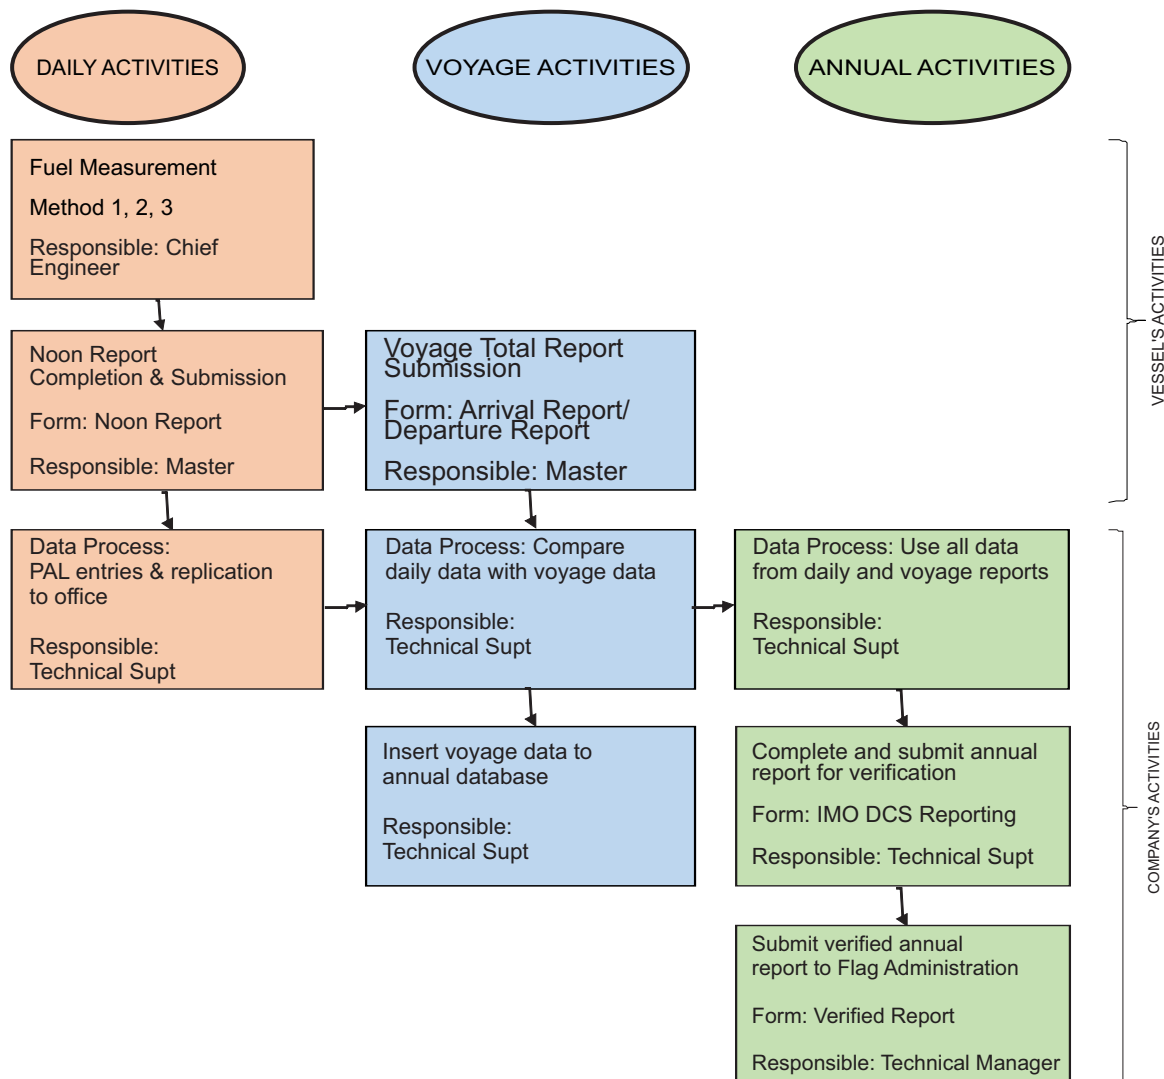 DAILY ACTIVITIES
VOYAGE ACTIVITIES
ANNUAL ACTIVITIES
Fuel Measurement
Method 1, 2, 3
Responsible: Chief
Engineer
Noon Report
Completion & Submission
Form: Noon Report
Responsible: Master
Voyage Total Report
Submission
Form: Arrival Report/
Departure Report
Responsible: Master
VESSEL'S ACTIVITIES
Data Process:
PAL entries & replication
to office
Responsible:
Technical Supt
Data Process: Compare
daily data with voyage data
Responsible:
Technical Supt
Data Process: Use all data
from daily and voyage reports
Responsible:
Technical Supt
Insert voyage data to
annual database
Responsible:
Technical Supt
Complete and submit annual
report for verification
Form: IMO DCS Reporting
Responsible: Technical Supt
Submit verified annual
report to Flag Administration
Form: Verified Report
Responsible: Technical Manager
COMPANY'S ACTIVITIES